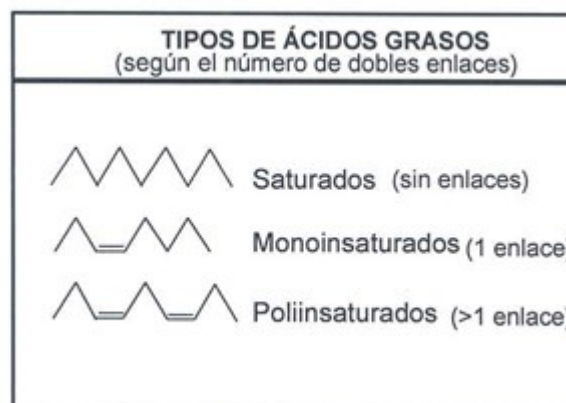 TIPOS DE ÁCIDOS GRASOS
(según el número de dobles enlaces)
Saturados (sin enlaces)
Monoinsaturados (1 enlace)
Poliinsaturados (>1 enlace)